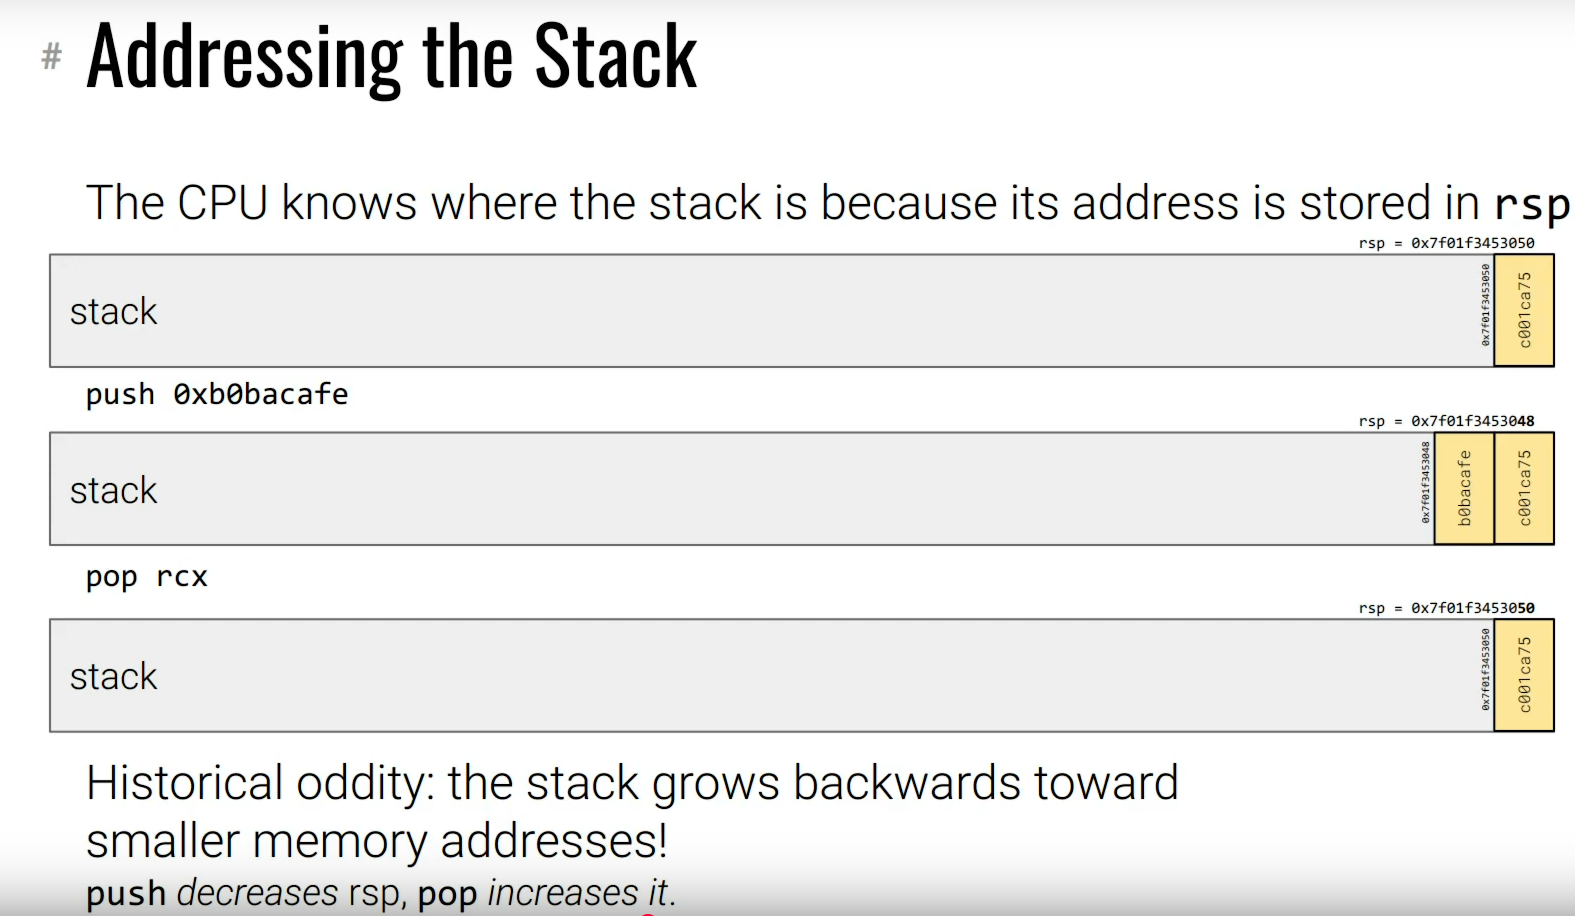 # Addressing the Stack
The CPU knows where the stack is because its address is stored in rsp
rsp = 0x7f01f3453050
stack
0x7f01f3453050
c001ca75
push 0xb0bacafe
rsp = 0x7f01f3453048
stack
0x7f01f3453048
b0bacafe
c001ca75
pop rcx
rsp = 0x7f01f3453050
stack
0x7f01f3453050
c001ca75
Historical oddity: the stack grows backwards toward
smaller memory addresses!
push decreases rsp, pop increases it.